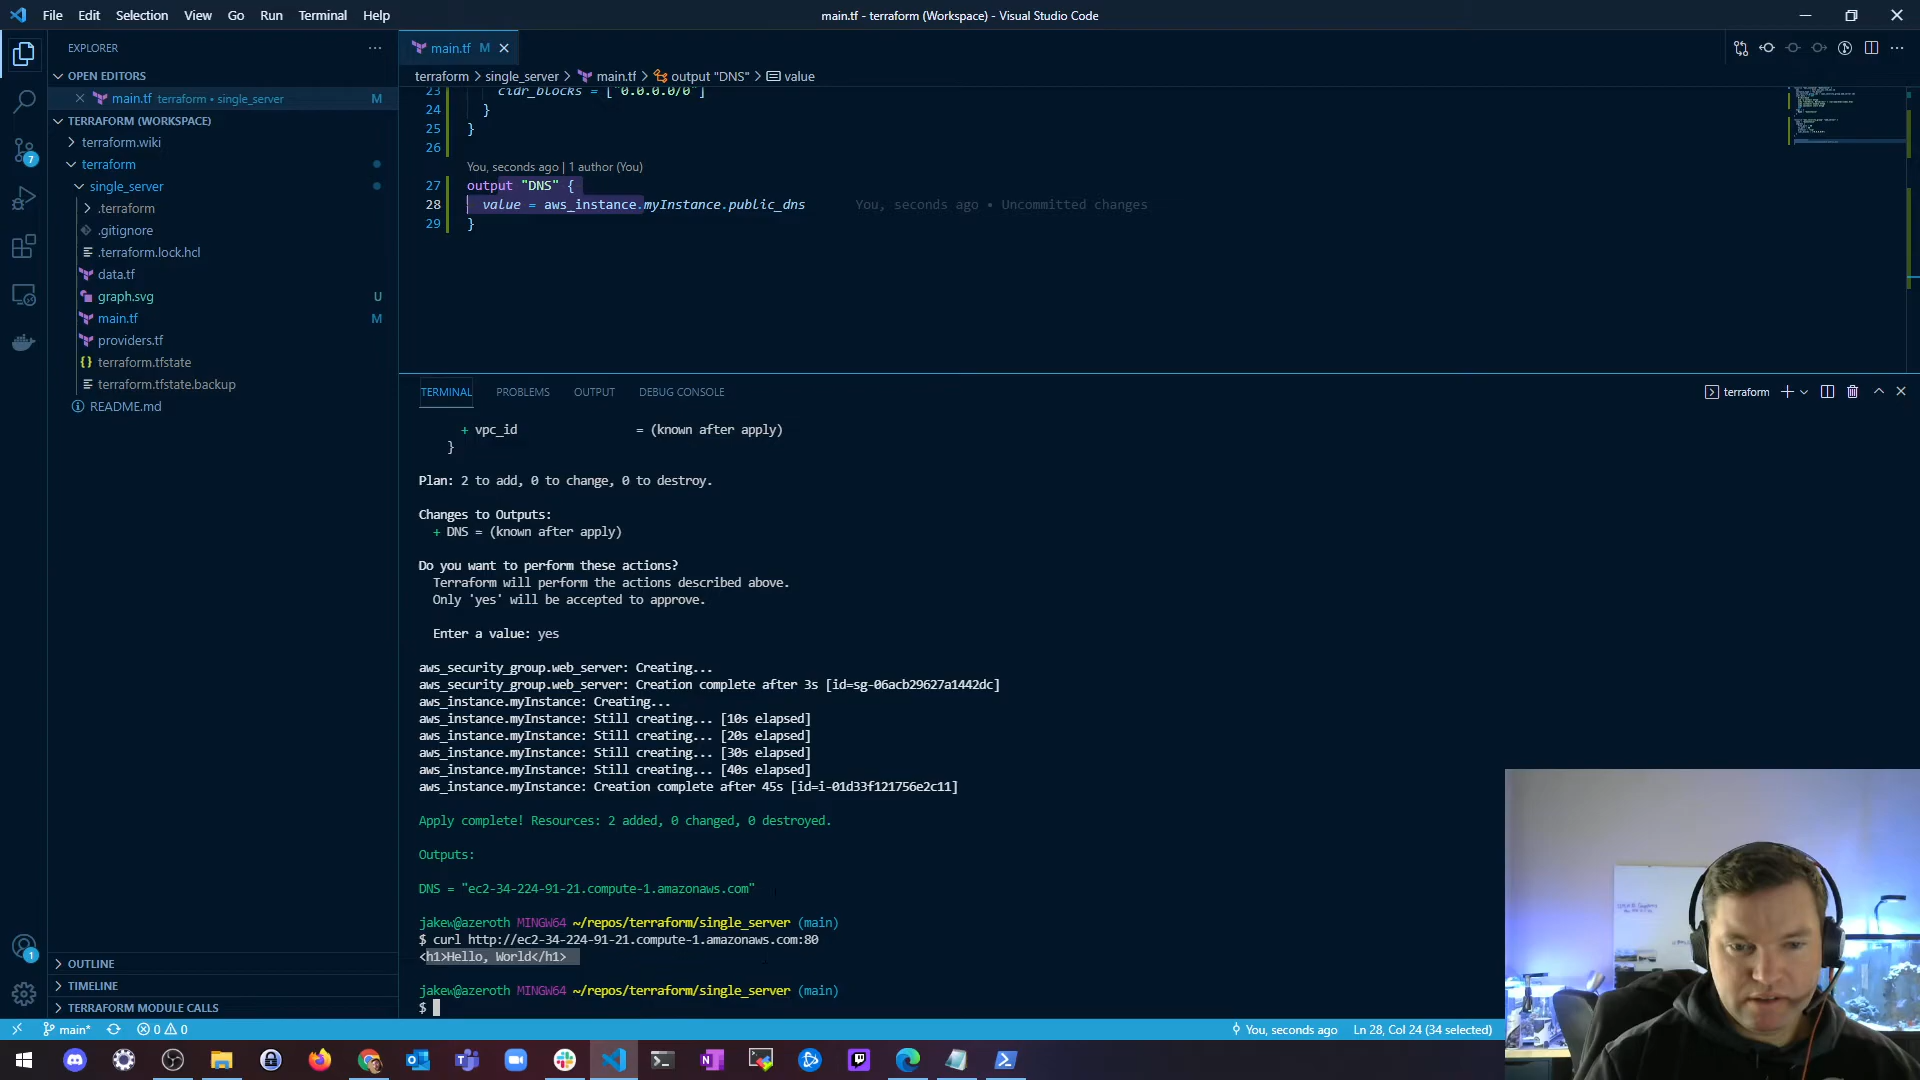 File Edit Selection View Go Run Terminal Help
main.tf - terraform (Workspace) - Visual Studio Code
EXPLORER
OPEN EDITORS
main.tf terraform • single_server M
TERRAFORM (WORKSPACE)
terraform.wiki
terraform
single_server
.terraform
.gitignore
.terraform.lock.hcl
data.tf
graph.svg U
main.tf M
providers.tf
terraform.tfstate
terraform.tfstate.backup
README.md
OUTLINE
TIMELINE
TERRAFORM MODULE CALLS
7
1
main.tf M
terraform > single_server > main.tf > output "DNS" > value
23 cidr_blocks = ["0.0.0.0/0"]
24 }
25 }
26
You, seconds ago | 1 author (You)
27 output "DNS" {
28 value = aws_instance.myInstance.public_dns You, seconds ago • Uncommitted changes
29 }
TERMINAL PROBLEMS OUTPUT DEBUG CONSOLE
terraform
+ vpc_id = (known after apply)
}
Plan: 2 to add, 0 to change, 0 to destroy.
Changes to Outputs:
+ DNS = (known after apply)
Do you want to perform these actions?
Terraform will perform the actions described above.
Only 'yes' will be accepted to approve.
Enter a value: yes
aws_security_group.web_server: Creating...
aws_security_group.web_server: Creation complete after 3s [id=sg-06acb29627a1442dc]
aws_instance.myInstance: Creating...
aws_instance.myInstance: Still creating... [10s elapsed]
aws_instance.myInstance: Still creating... [20s elapsed]
aws_instance.myInstance: Still creating... [30s elapsed]
aws_instance.myInstance: Still creating... [40s elapsed]
aws_instance.myInstance: Creation complete after 45s [id=i-01d33f121756e2c11]
Apply complete! Resources: 2 added, 0 changed, 0 destroyed.
Outputs:
DNS = "ec2-34-224-91-21.compute-1.amazonaws.com"
jakew@azeroth MINGW64 ~/repos/terraform/single_server (main)
$ curl http://ec2-34-224-91-21.compute-1.amazonaws.com:80
<h1>Hello, World</h1>
jakew@azeroth MINGW64 ~/repos/terraform/single_server (main)
$
main* 0 0
You, seconds ago Ln 28, Col 24 (34 selected)